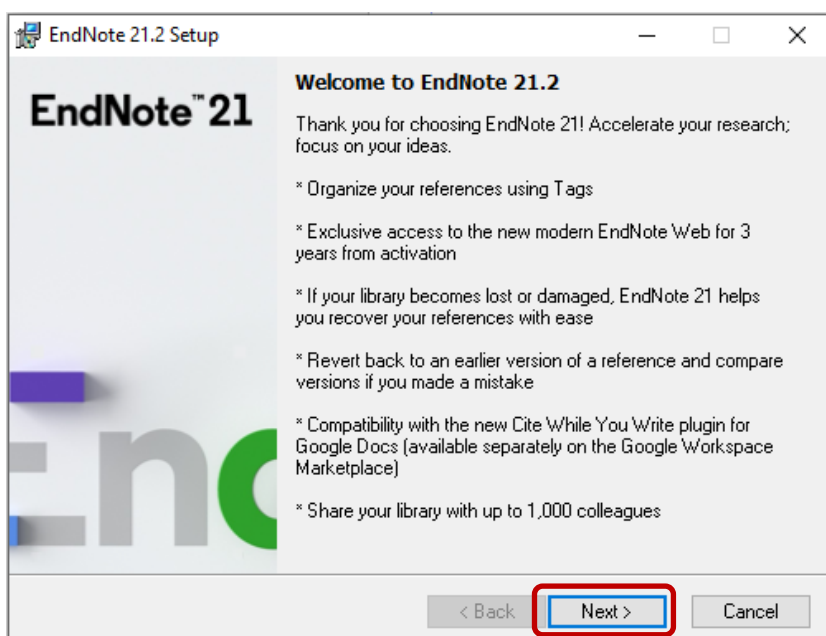 EndNote 21.2 Setup
EndNote™21
Welcome to EndNote 21.2
Thank you for choosing EndNote 21! Accelerate your research;
focus on your ideas.
* Organize your references using Tags
* Exclusive access to the new modern EndNote Web for 3
years from activation
* If your library becomes lost or damaged, EndNote 21 helps
you recover your references with ease
* Revert back to an earlier version of a reference and compare
versions if you made a mistake
* Compatibility with the new Cite While You Write plugin for
Google Docs (available separately on the Google Workspace
Marketplace)
* Share your library with up to 1,000 colleagues
< Back
Next >
Cancel